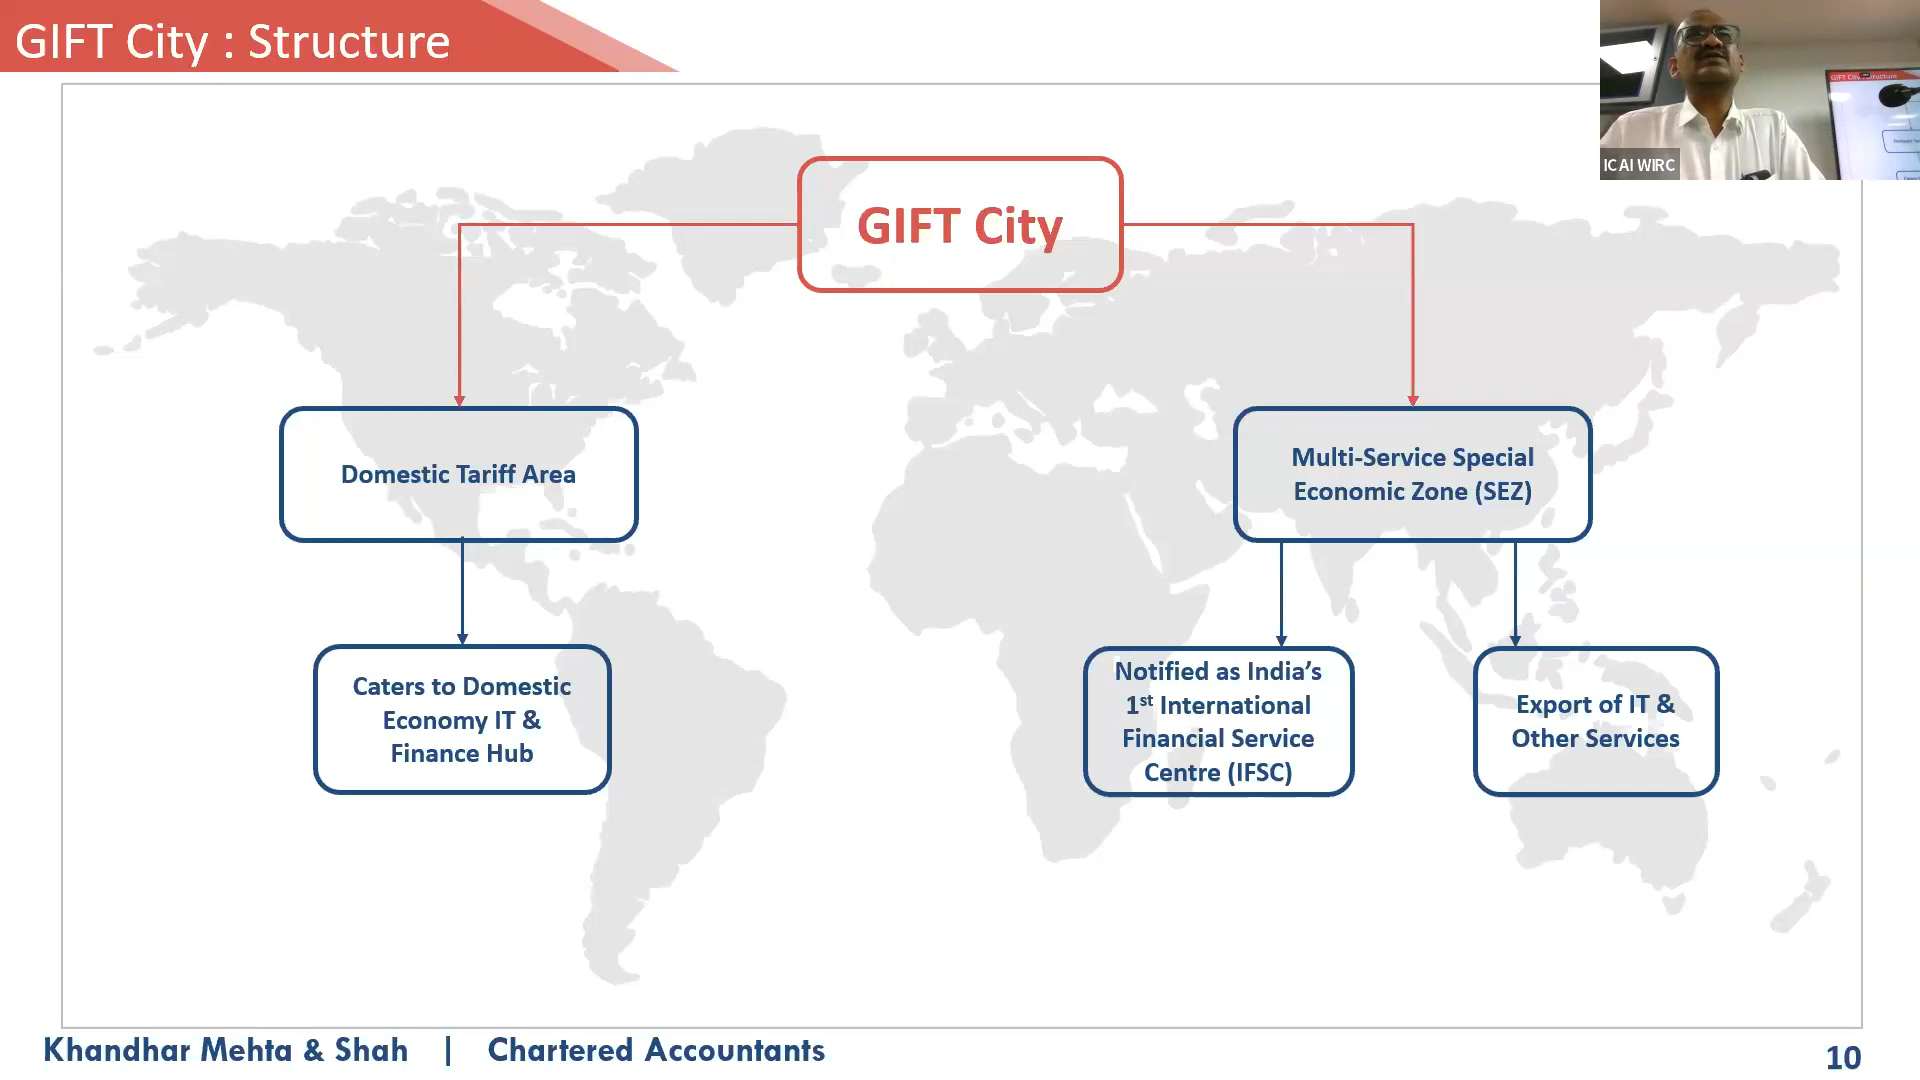 GIFT City : Structure
GIFT City
ICAI WIRC
GIFT City
Domestic Tariff Area
Multi-Service Special
Economic Zone (SEZ)
Caters to Domestic
Economy IT &
Finance Hub
Notified as India’s
1st International
Financial Service
Centre (IFSC)
Export of IT &
Other Services
Khandhar Mehta & Shah | Chartered Accountants
10